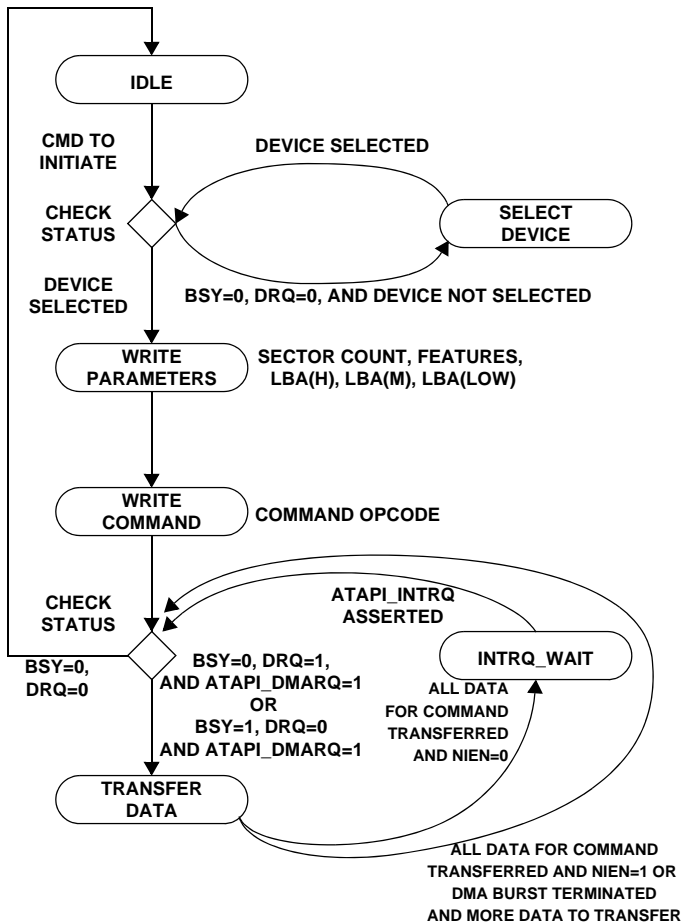 IDLE
CMD TO
INITIATE
DEVICE SELECTED
CHECK
STATUS
SELECT
DEVICE
BSY=0, DRQ=0, AND DEVICE NOT SELECTED
DEVICE
SELECTED
WRITE
PARAMETERS
SECTOR COUNT, FEATURES,
LBA(H), LBA(M), LBA(LOW)
WRITE
COMMAND
COMMAND OPCODE
CHECK
STATUS
ATAPI_INTRQ
ASSERTED
BSY=0,
DRQ=0
BSY=0, DRQ=1,
AND ATAPI_DMARQ=1
OR
BSY=1, DRQ=0
AND ATAPI_DMARQ=1
INTRQ_WAIT
ALL DATA
FOR COMMAND
TRANSFERRED
AND NIEN=0
TRANSFER
DATA
ALL DATA FOR COMMAND
TRANSFERRED AND NIEN=1 OR
DMA BURST TERMINATED
AND MORE DATA TO TRANSFER